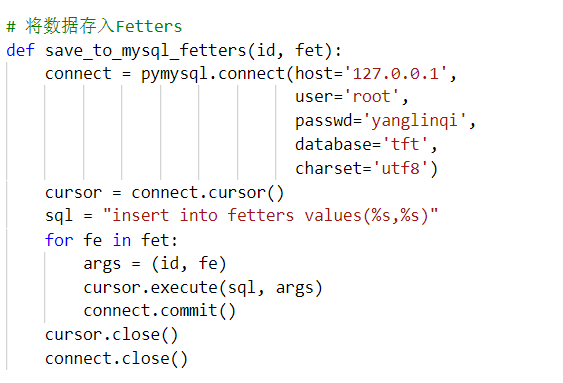 # 将数据存入Fetters
def save_to_mysql_fetters(id, fet):
    connect = pymysql.connect(host='127.0.0.1',
                              user='root',
                              passwd='yanglinqi',
                              database='tft',
                              charset='utf8')
    cursor = connect.cursor()
    sql = "insert into fetters values(%s,%s)"
    for fe in fet:
        args = (id, fe)
        cursor.execute(sql, args)
        connect.commit()
    cursor.close()
    connect.close()